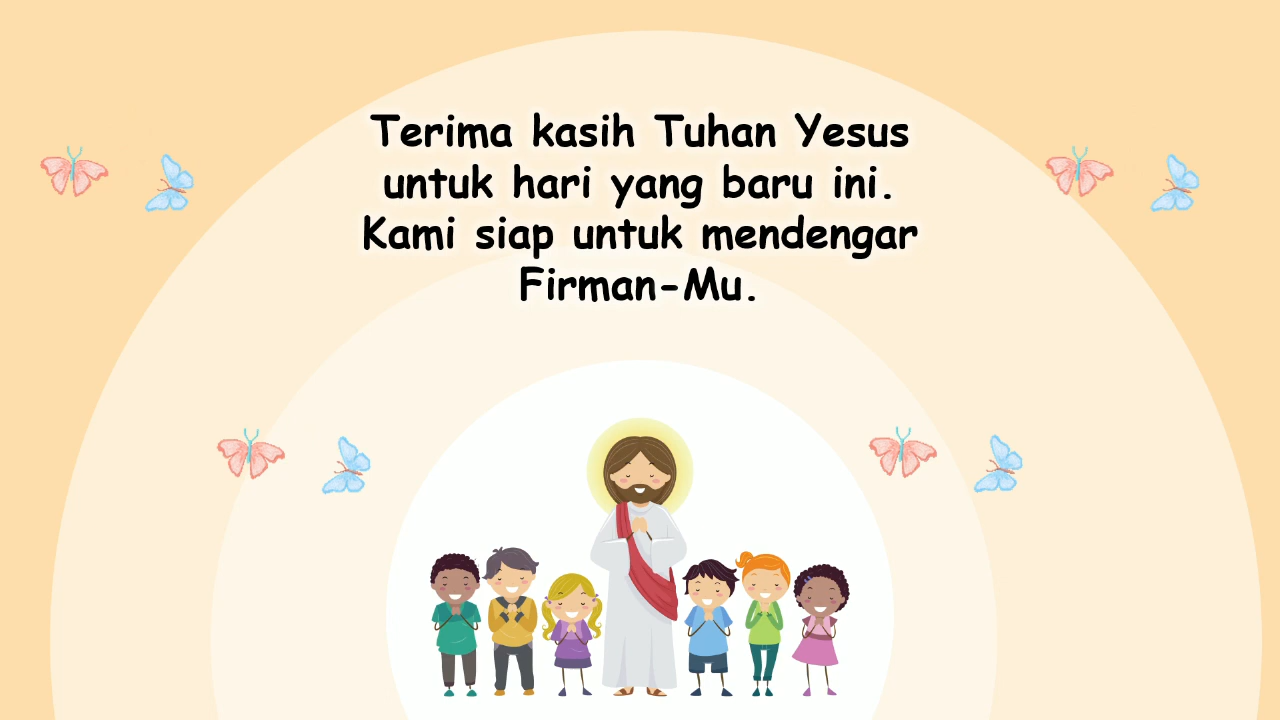 Terima kasih Tuhan Yesus
untuk hari yang baru ini.
Kami siap untuk mendengar
Firman-Mu.